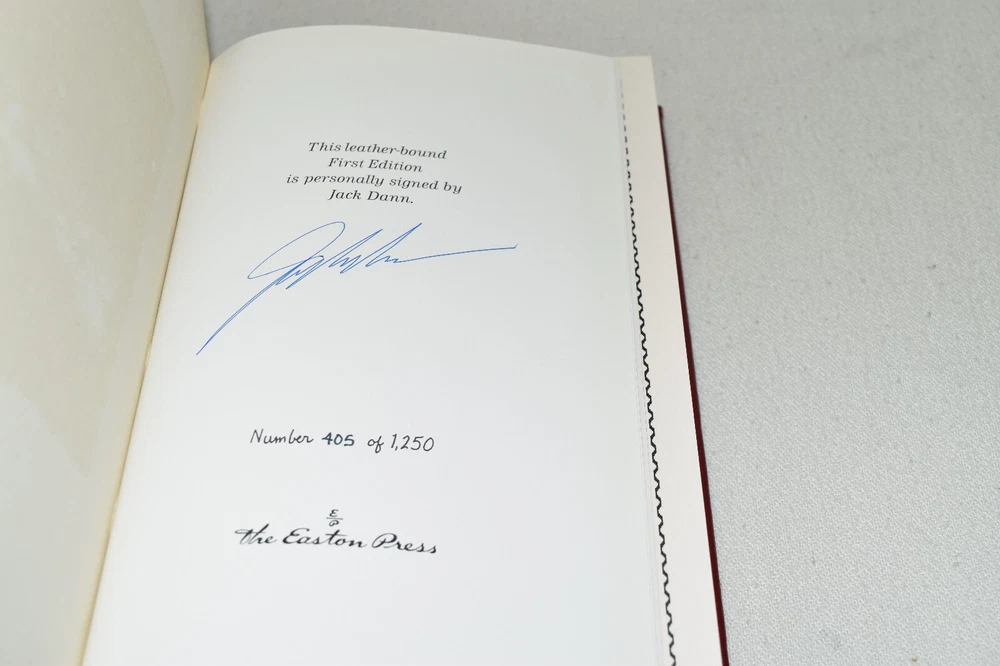 This leather-bound
First Edition
is personally signed by
Jack Dann.
Number 405 of 1,250
E
P
the Easton Press